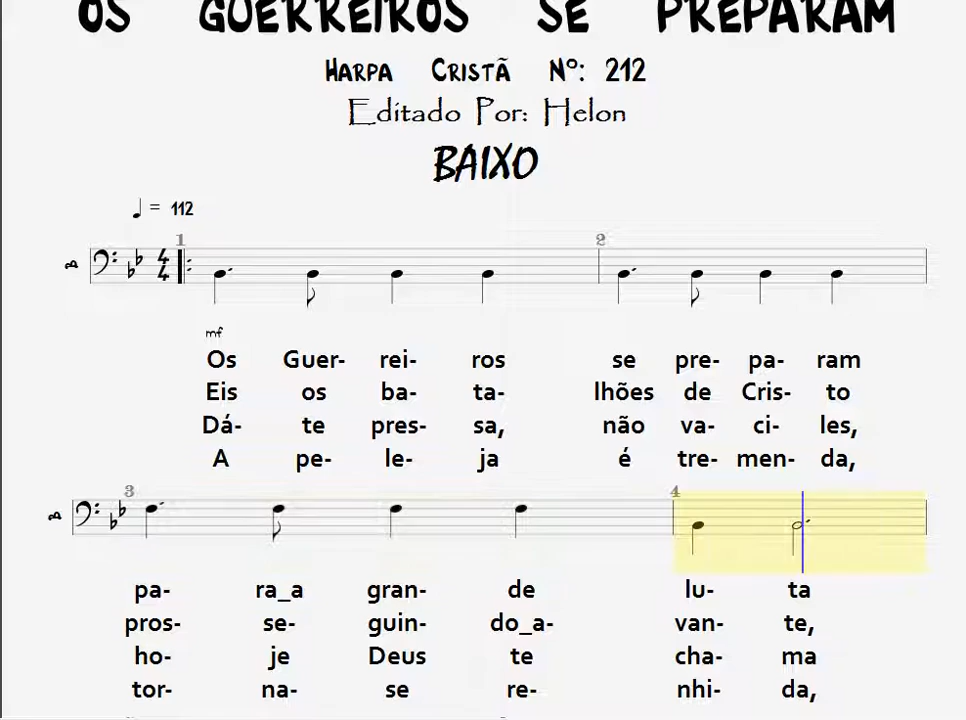 OS GUERREIROS SE PREPARAM
HARPA CRISTÃ Nº: 212
Editado Por: Helon
BAIXO
= 112
1 2
B
4
4
mf
Os Guer- rei- ros se pre- pa- ram
Eis os ba- ta- lhões de Cris- to
Dá- te pres- sa, não va- ci- les,
A pe- le- ja é tre- men- da,
3 4
B
pa- ra_a gran- de lu- ta
pros- se- guin- do_a- van- te,
ho- je Deus te cha- ma
tor- na- se re- nhi- da,